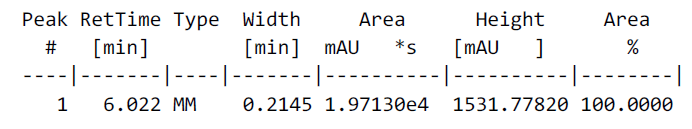 Peak RetTime Type  Width     Area      Height     Area
  #   [min]        [min]  mAU   *s   [mAU   ]      %
----|-------|----|-------|----------|----------|--------|
   1   6.022 MM    0.2145 1.97130e4  1531.77820 100.0000